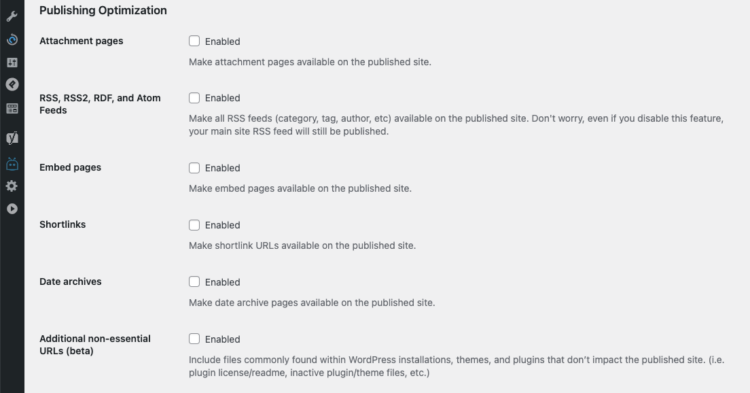 Publishing Optimization
Attachment pages
Enabled
Make attachment pages available on the published site.
RSS, RSS2, RDF, and Atom
Feeds
Enabled
Make all RSS feeds (category, tag, author, etc) available on the published site. Don't worry, even if you disable this feature,
your main site RSS feed will still be published.
Embed pages
Enabled
Make embed pages available on the published site.
Shortlinks
Enabled
Make shortlink URLs available on the published site.
Date archives
Enabled
Make date archive pages available on the published site.
Additional non-essential
URLs (beta)
Enabled
Include files commonly found within WordPress installations, themes, and plugins that don't impact the published site. (i.e.
plugin license/readme, inactive plugin/theme files, etc.)